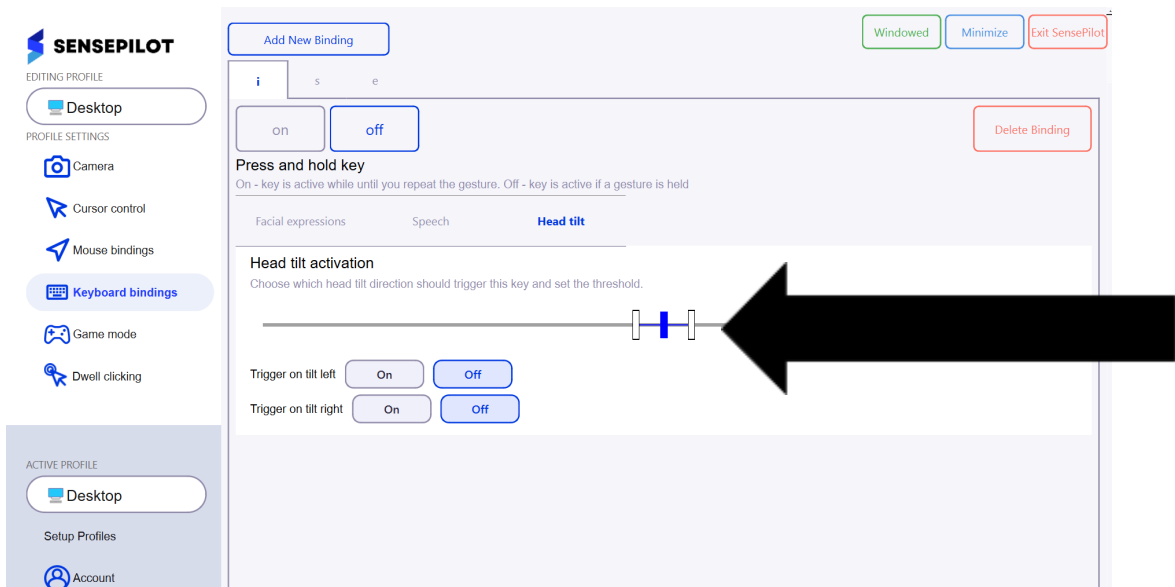 SENSEPILOT
EDITING PROFILE
Desktop
PROFILE SETTINGS
Camera
Cursor control
Mouse bindings
Keyboard bindings
Game mode
Dwell clicking
ACTIVE PROFILE
Desktop
Setup Profiles
Account
Add New Binding
Windowed Minimize Exit SensePilot
i s e
on off
Delete Binding
Press and hold key
On - key is active while until you repeat the gesture. Off - key is active if a gesture is held
Facial expressions Speech Head tilt
Head tilt activation
Choose which head tilt direction should trigger this key and set the threshold.
Trigger on tilt left On Off
Trigger on tilt right On Off